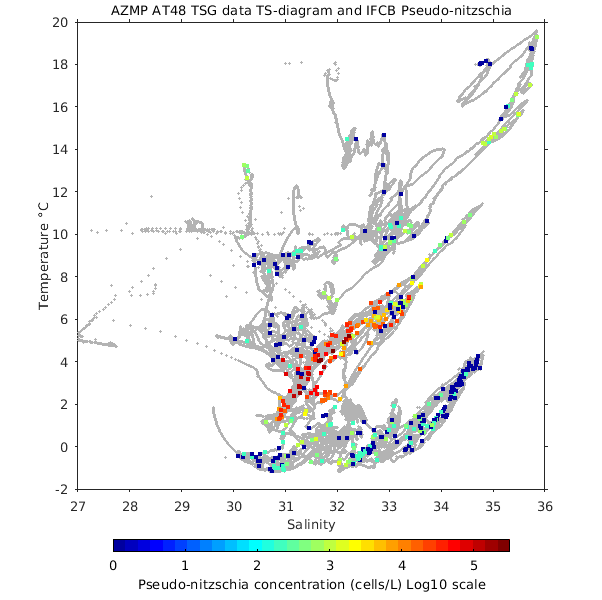 AZMP AT48 TSG data TS-diagram and IFCB Pseudo-nitzschia
20
18
16
14
12
10
8
6
4
2
0
-2
Temperature °C
27 28 29 30 31 32 33 34 35 36
Salinity
0 1 2 3 4 5
Pseudo-nitzschia concentration (cells/L) Log10 scale